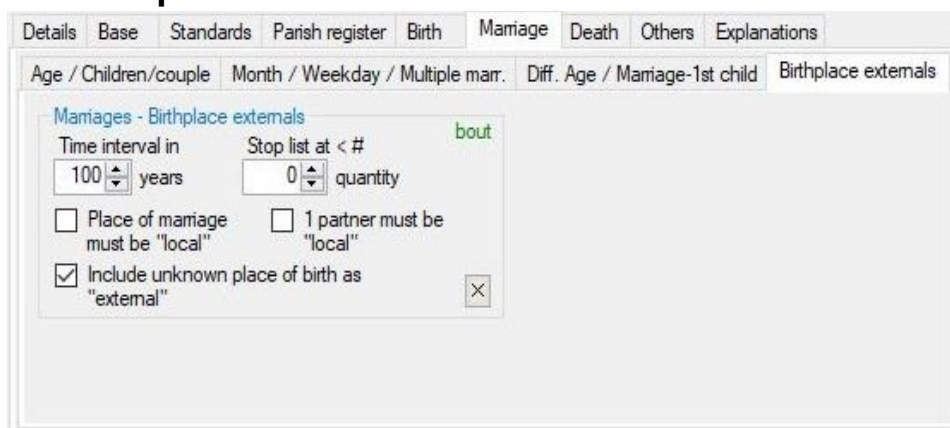 Details Base Standards Parish register Birth Marriage Death Others Explanations
Age / Children/couple Month / Weekday / Multiple marr. Diff. Age / Marriage-1st child Birthplace externals
Marriages - Birthplace externals
bout
Time interval in Stop list at < #
100 years 0 quantity
Place of marriage 1 partner must be
must be "local" "local"
Include unknown place of birth as
"external"